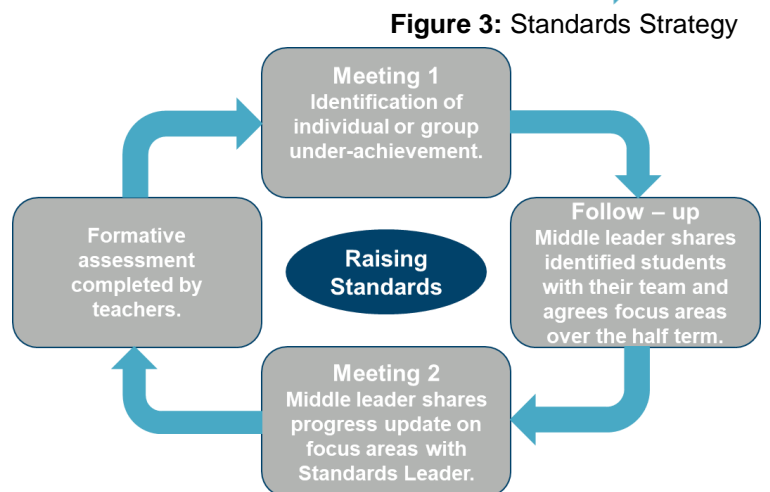 Figure 3: Standards Strategy
Meeting 1
Identification of
individual or group
under-achievement.
Follow – up
Middle leader shares
identified students
with their team and
agrees focus areas
over the half term.
Raising
Standards
Formative
assessment
completed by
teachers.
Meeting 2
Middle leader shares
progress update on
focus areas with
Standards Leader.